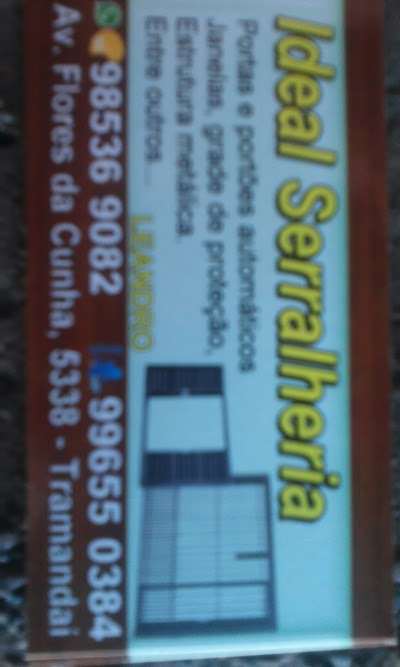 Ideal Serralheria
Portas e portões automáticos
Janelas, grade de proteção,
Estrutura metálica,
Entre outros...
LEANDRO
98536 9082 99655 0384
Av. Flores da Cunha, 5338 - Tramandaí